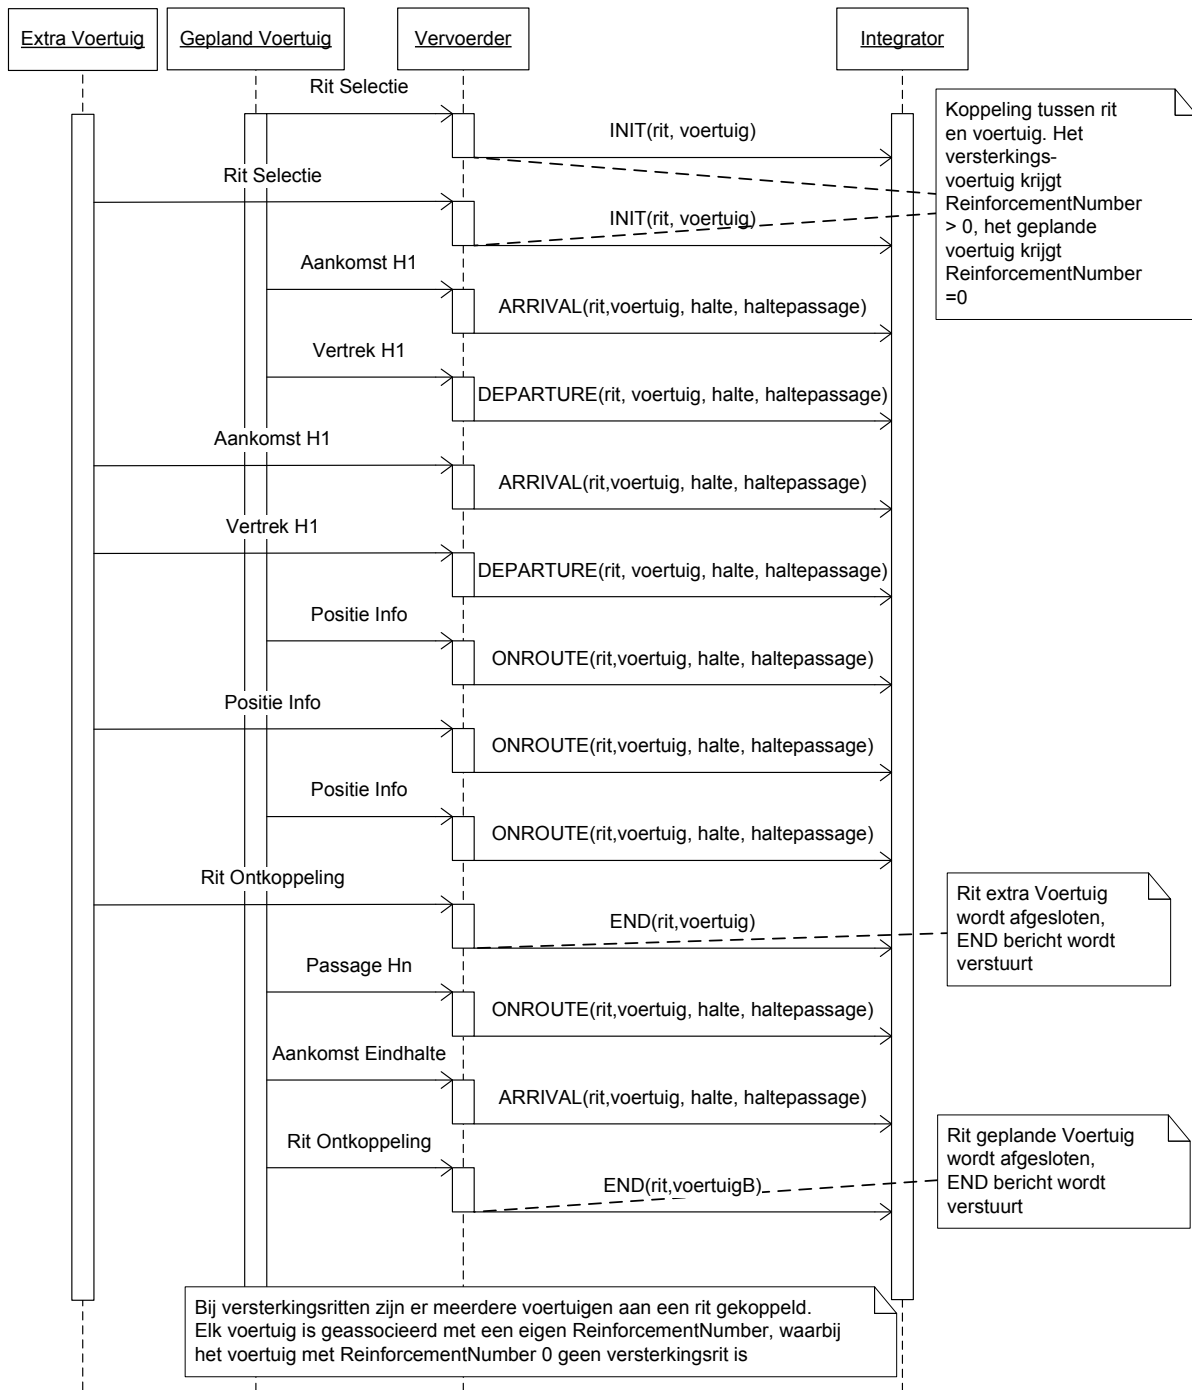 Extra Voertuig
Gepland Voertuig
Vervoerder
Integrator
Rit Selectie
INIT(rit, voertuig)
Koppeling tussen rit
en voertuig. Het
versterkings-
voertuig krijgt
ReinforcementNumber
> 0, het geplande
voertuig krijgt
ReinforcementNumber
=0
Rit Selectie
INIT(rit, voertuig)
Aankomst H1
ARRIVAL(rit,voertuig, halte, haltepassage)
Vertrek H1
DEPARTURE(rit, voertuig, halte, haltepassage)
Aankomst H1
ARRIVAL(rit,voertuig, halte, haltepassage)
Vertrek H1
DEPARTURE(rit, voertuig, halte, haltepassage)
Positie Info
ONROUTE(rit,voertuig, halte, haltepassage)
Positie Info
ONROUTE(rit,voertuig, halte, haltepassage)
Positie Info
ONROUTE(rit,voertuig, halte, haltepassage)
Rit Ontkoppeling
END(rit,voertuig)
Rit extra Voertuig
wordt afgesloten,
END bericht wordt
verstuurt
Passage Hn
ONROUTE(rit,voertuig, halte, haltepassage)
Aankomst Eindhalte
ARRIVAL(rit,voertuig, halte, haltepassage)
Rit Ontkoppeling
END(rit,voertuigB)
Rit geplande Voertuig
wordt afgesloten,
END bericht wordt
verstuurt
Bij versterkingsritten zijn er meerdere voertuigen aan een rit gekoppeld.
Elk voertuig is geassocieerd met een eigen ReinforcementNumber, waarbij
het voertuig met ReinforcementNumber 0 geen versterkingsrit is